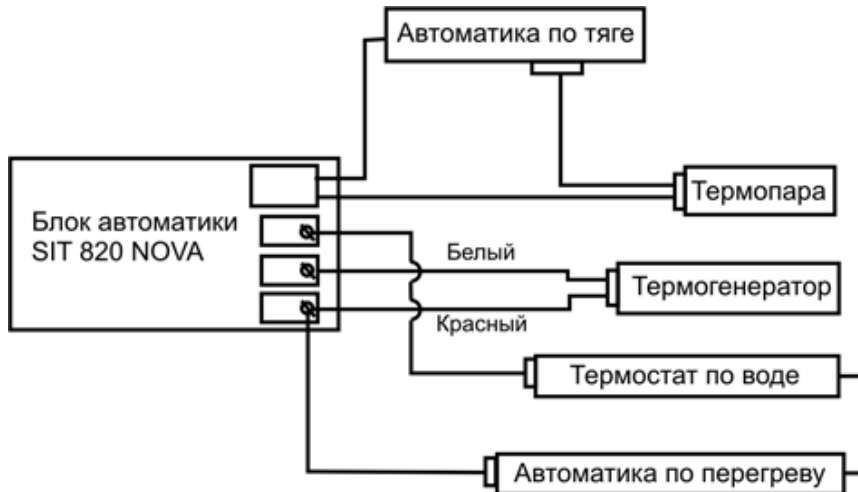 Автоматика по тяге
Термопара
Блок автоматики
SIT 820 NOVA
Белый
Термогенератор
Красный
Термостат по воде
Автоматика по перегреву